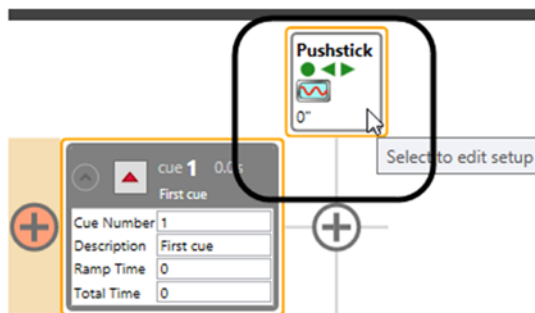 Pushstick
0"
Select to edit setup
cue 1 0.0s
First cue
Cue Number 1
Description First cue
Ramp Time 0
Total Time 0